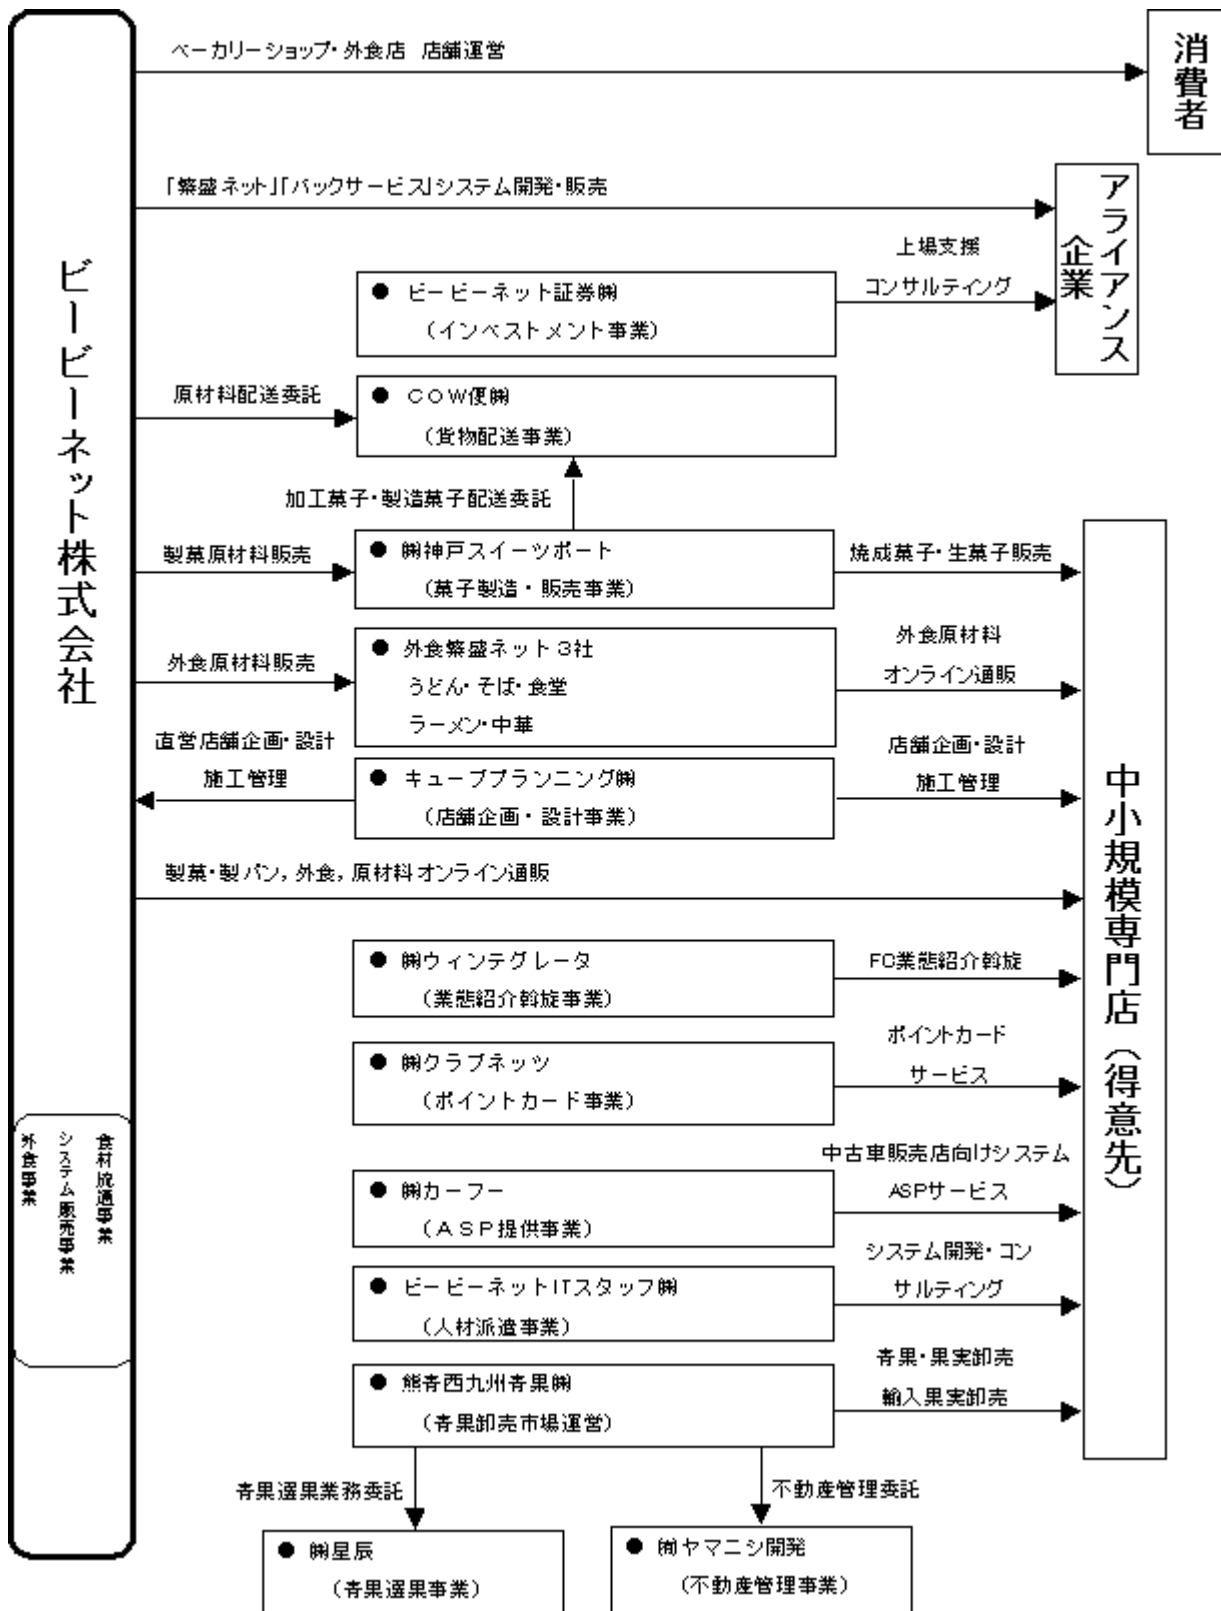 ベーカリーショップ・外食店 店舗運営
消費者
「繁盛ネット」「バックサービス」システム開発・販売
アライアンス
企業
上場支援
コンサルティング
ビービーネット株式会社
● ビービーネット証券㈱
（インベストメント事業）
原材料配送委託
● ＣＯＷ便㈱
（貨物配送事業）
加工菓子・製造菓子配送委託
製菓原材料販売
● ㈱神戸スイーツポート
（菓子製造・販売事業）
焼成菓子・生菓子販売
外食原材料販売
● 外食繁盛ネット３社
うどん・そば・食堂
ラーメン・中華
外食原材料
オンライン通販
直営店舗企画・設計
施工管理
● キューブプランニング㈱
（店舗企画・設計事業）
店舗企画・設計
施工管理
中小規模専門店（得意先）
製菓・製パン，外食，原材料オンライン通販
● ㈱ウィンテグレータ
（業態紹介斡旋事業）
FC業態紹介斡旋
● ㈱クラブネッツ
（ポイントカード事業）
ポイントカード
サービス
食材流通事業
システム販売事業
外食事業
● ㈱カーフー
（ＡＳＰ提供事業）
中古車販売店向けシステム
ASPサービス
● ビービーネットITスタッフ㈱
（人材派遣事業）
システム開発・コン
サルティング
● 熊青西九州青果㈱
（青果卸売市場運営）
青果・果実卸売
輸入果実卸売
青果選果業務委託
不動産管理委託
● ㈱星辰
（青果選果事業）
● ㈲ヤマニシ開発
（不動産管理事業）